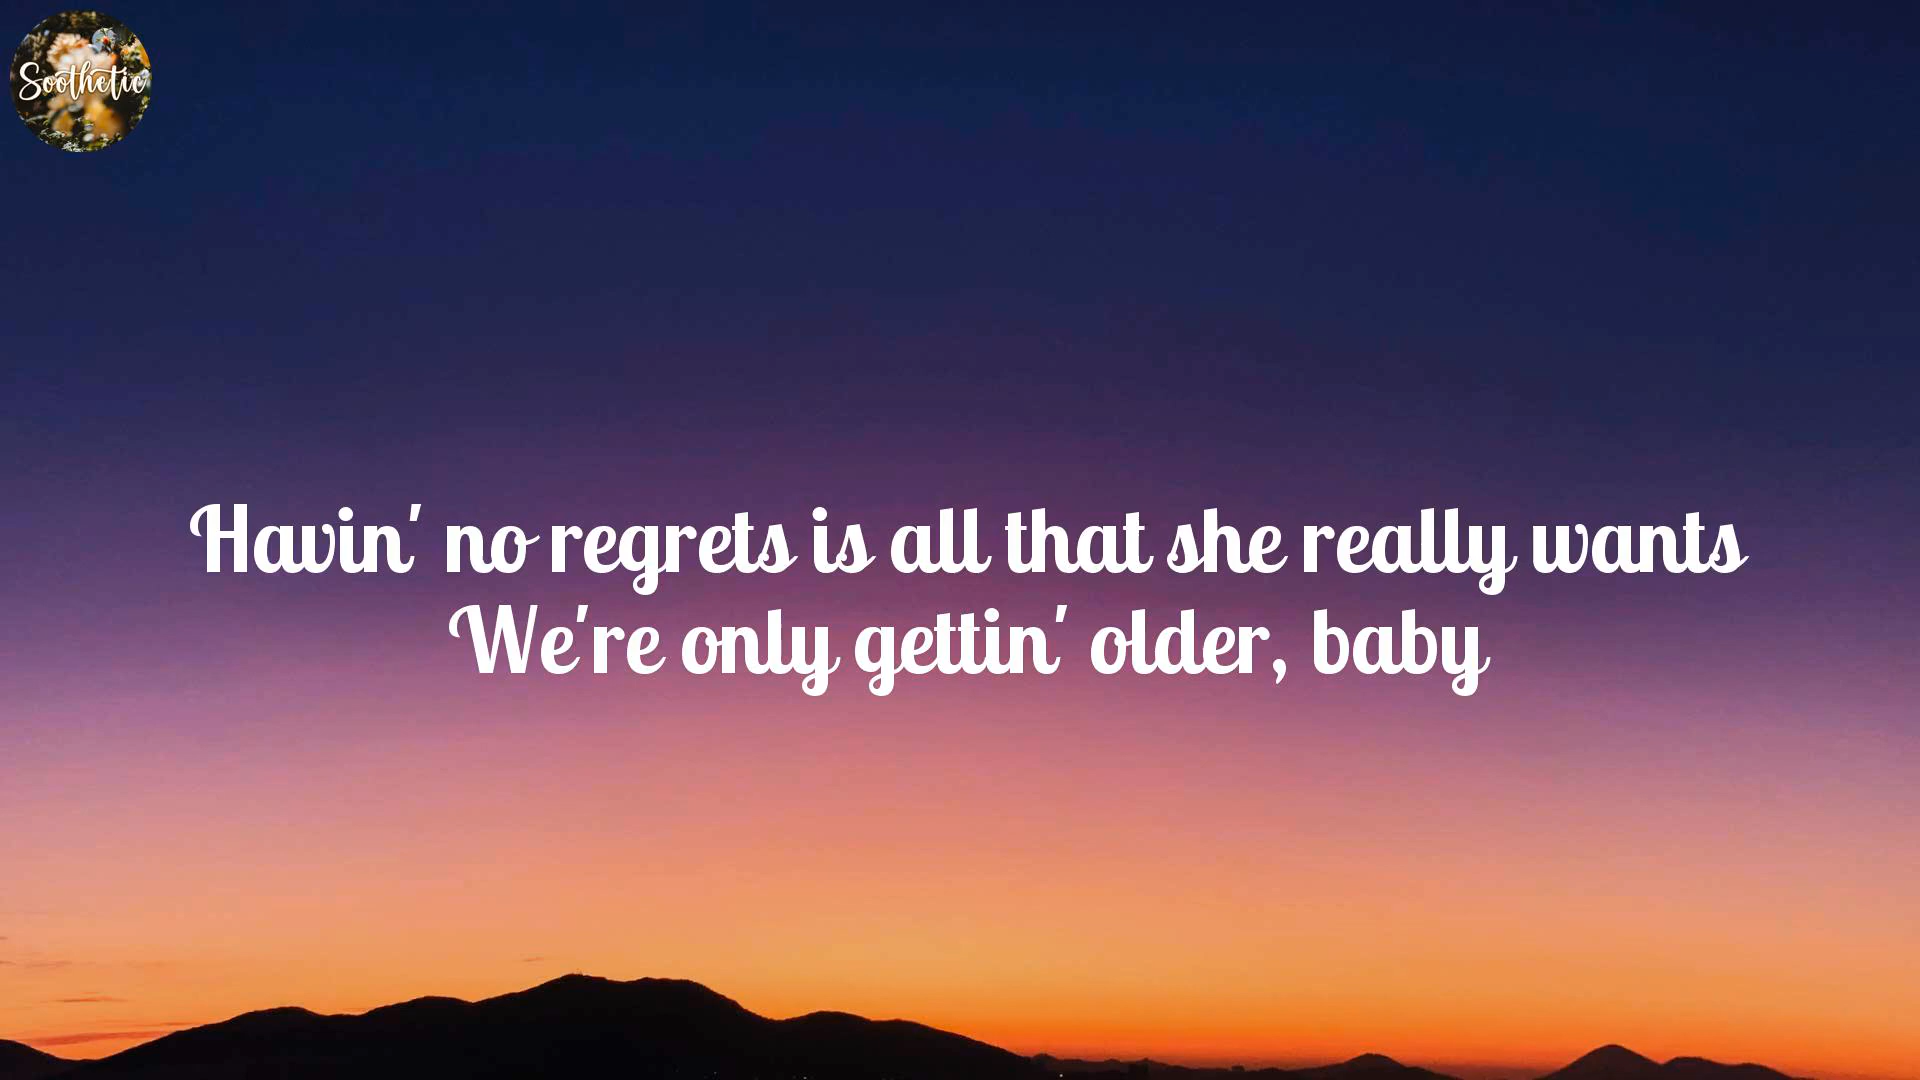 Soothetic
Havin' no regrets is all that she really wants
We're only gettin' older, baby